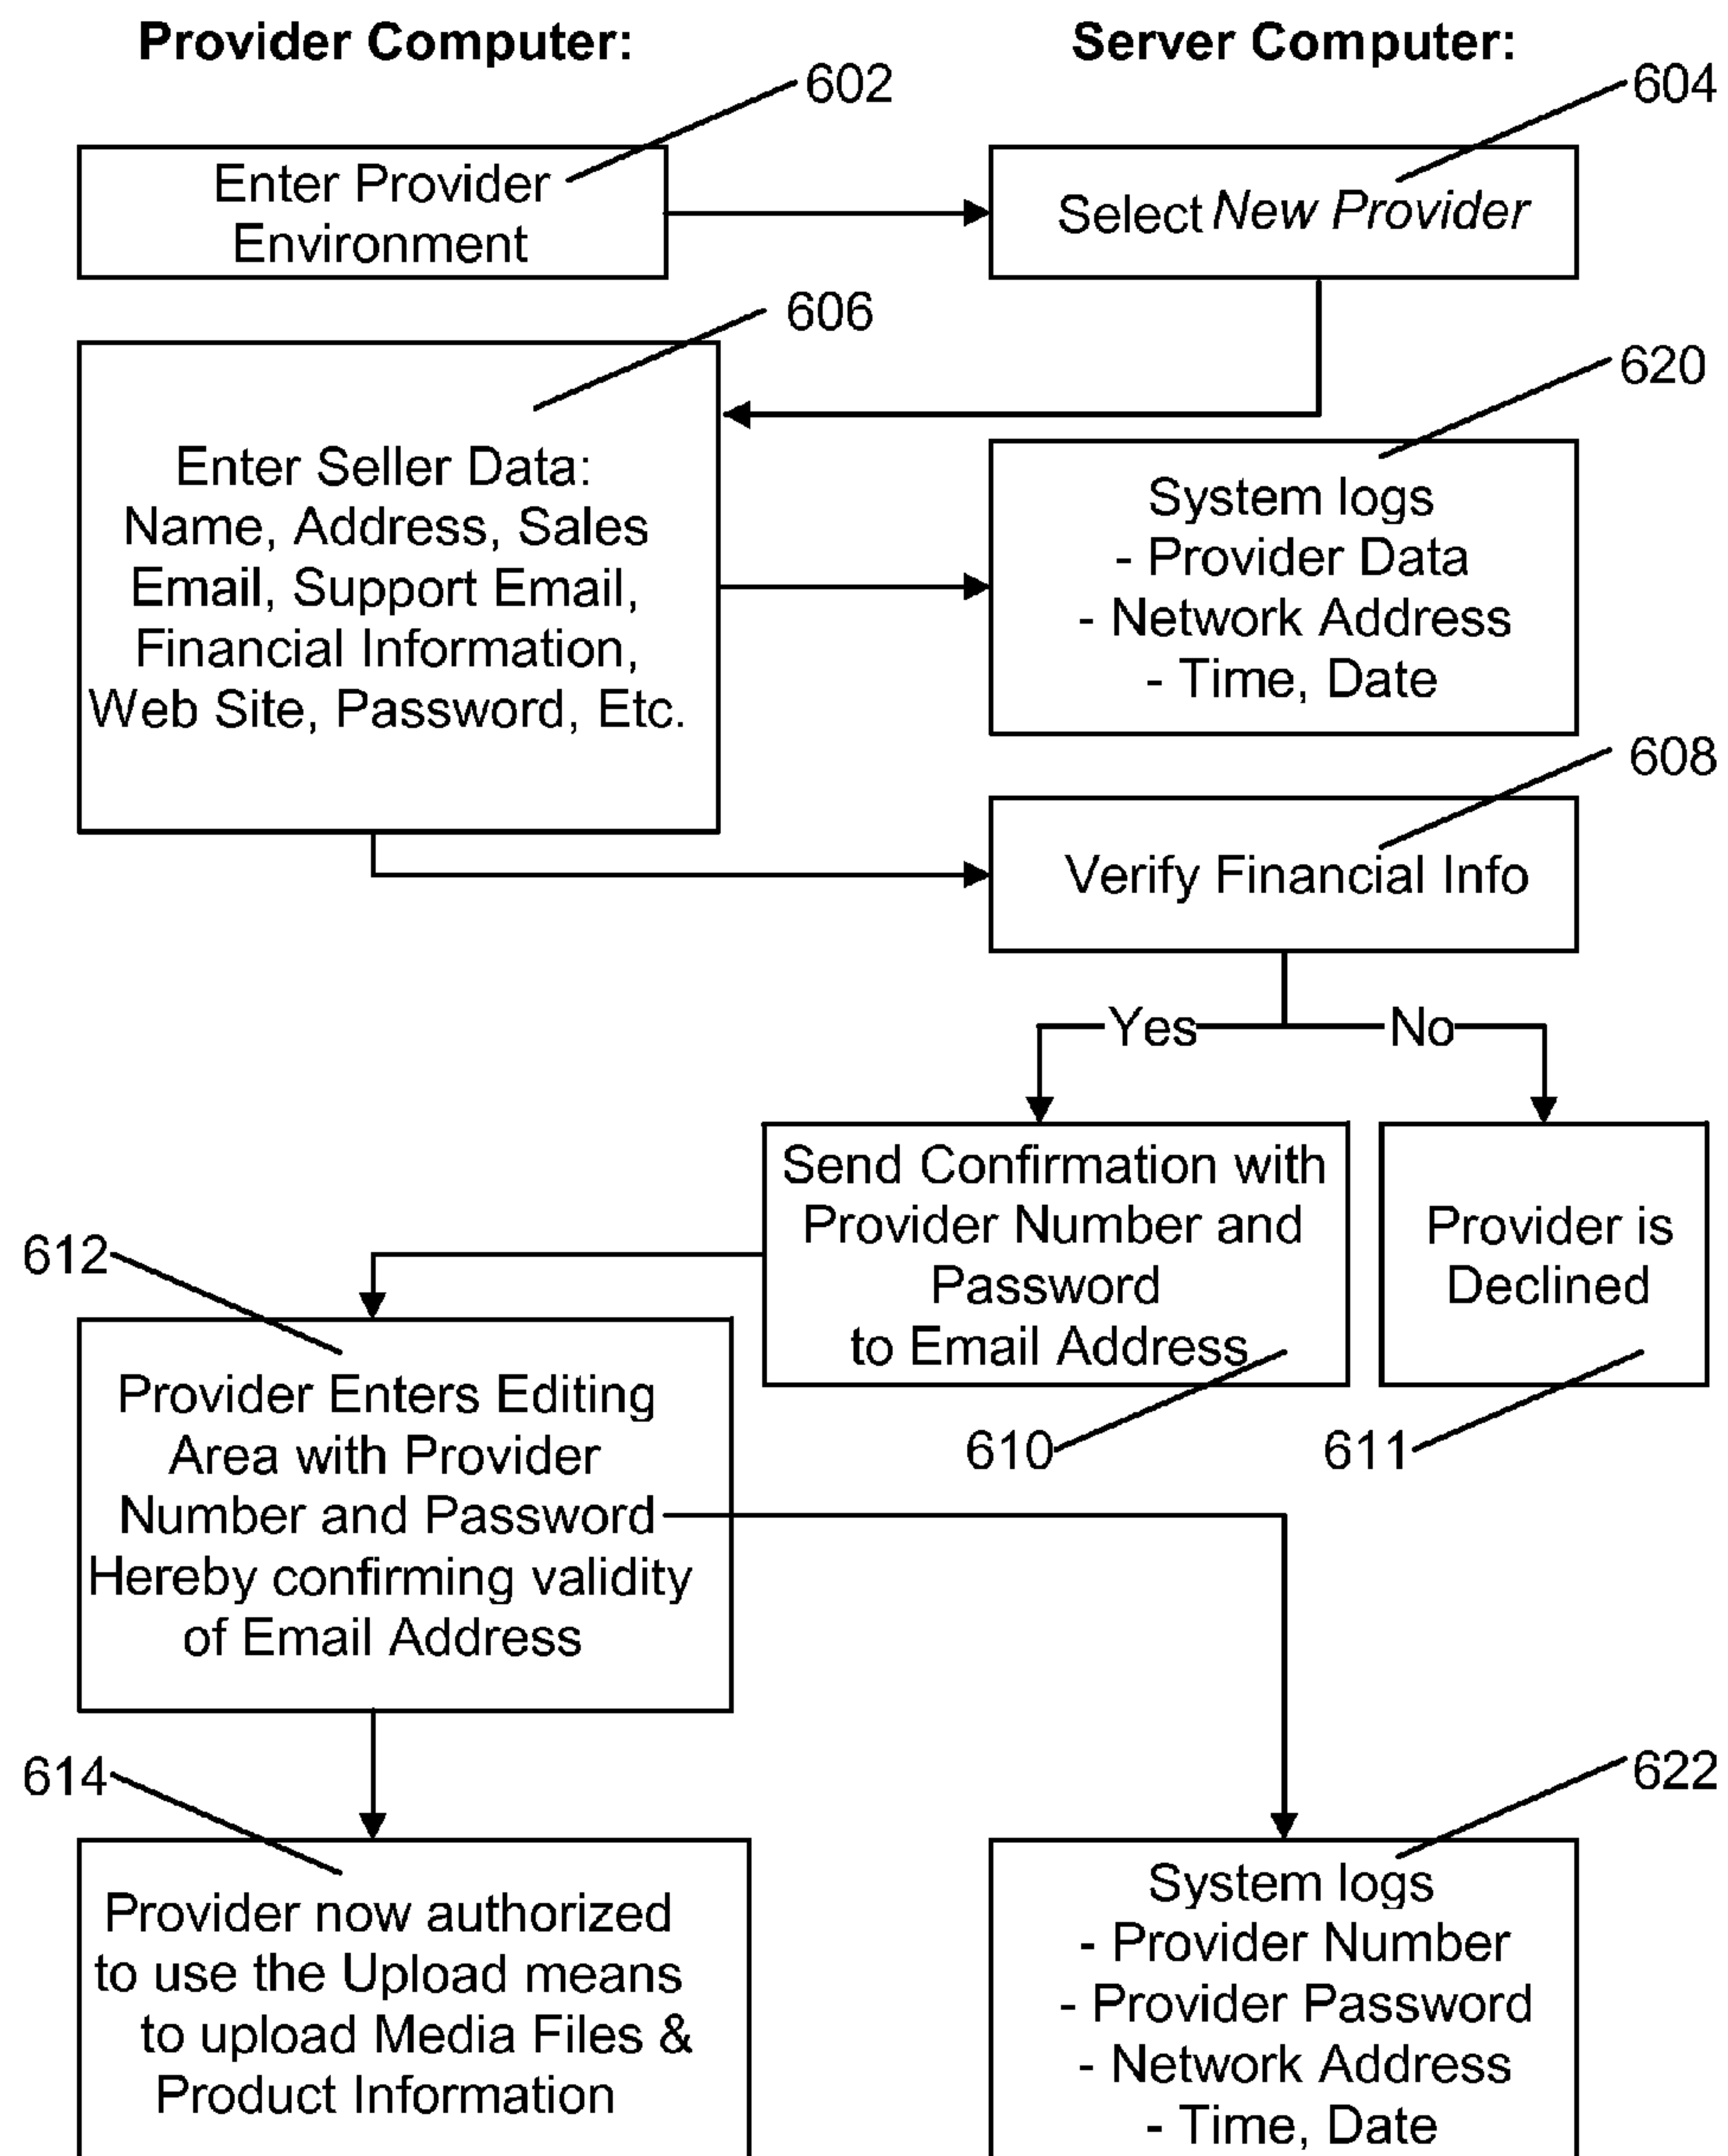 Provider Computer:
Server Computer:
602
604
Enter Provider
Environment
Select New Provider
606
620
Enter Seller Data:
Name, Address, Sales
Email, Support Email,
Financial Information,
Web Site, Password, Etc.
System logs
- Provider Data
- Network Address
- Time, Date
608
Verify Financial Info
Yes
No
Send Confirmation with
Provider Number and
Password
to Email Address
Provider is
Declined
610
611
612
Provider Enters Editing
Area with Provider
Number and Password
Hereby confirming validity
of Email Address
614
622
Provider now authorized
to use the Upload means
to upload Media Files &
Product Information
System logs
- Provider Number
- Provider Password
- Network Address
- Time, Date